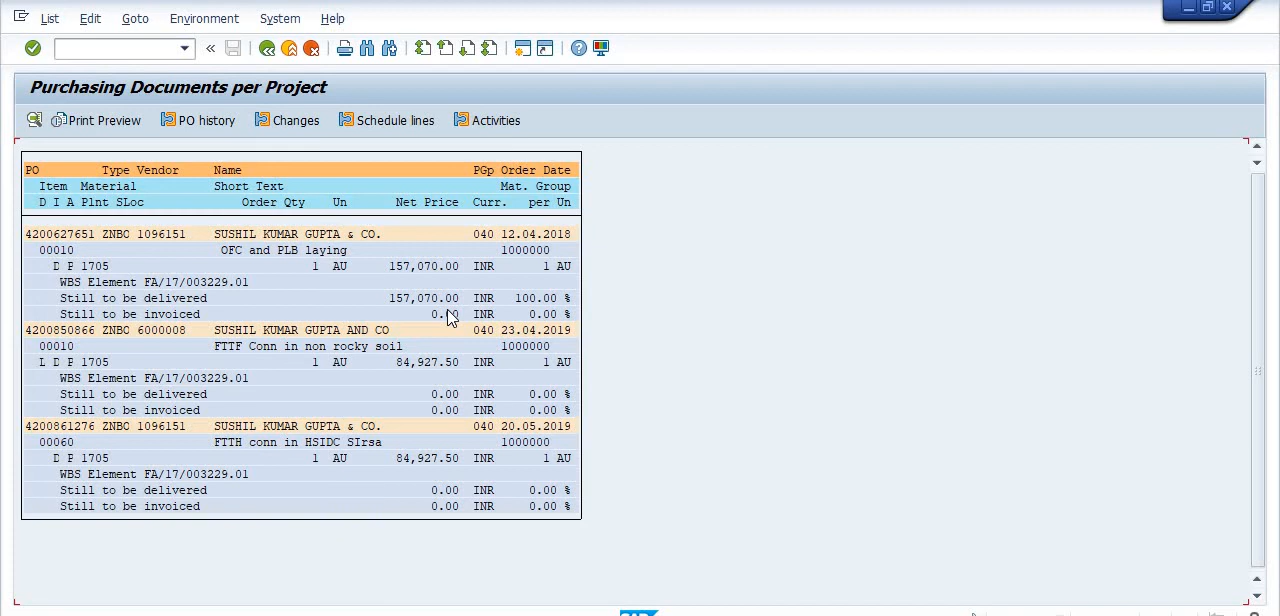 List Edit Goto Environment System Help
Purchasing Documents per Project
Print Preview PO history Changes Schedule lines Activities
PO Type Vendor Name PGp Order Date
Item Material Short Text Mat. Group
D I A Plnt SLoc Order Qty Un Net Price Curr. per Un
4200627651 ZNBC 1096151 SUSHIL KUMAR GUPTA & CO. 040 12.04.2018
00010 OFC and PLB laying 1000000
D P 1705 1 AU 157,070.00 INR 1 AU
WBS Element FA/17/003229.01
Still to be delivered 157,070.00 INR 100.00 %
Still to be invoiced 0.00 INR 0.00 %
4200850866 ZNBC 6000008 SUSHIL KUMAR GUPTA AND CO 040 23.04.2019
00010 FTTF Conn in non rocky soil 1000000
L D P 1705 1 AU 84,927.50 INR 1 AU
WBS Element FA/17/003229.01
Still to be delivered 0.00 INR 0.00 %
Still to be invoiced 0.00 INR 0.00 %
4200861276 ZNBC 1096151 SUSHIL KUMAR GUPTA & CO. 040 20.05.2019
00060 FTTH conn in HSIDC SIrsa 1000000
D P 1705 1 AU 84,927.50 INR 1 AU
WBS Element FA/17/003229.01
Still to be delivered 0.00 INR 0.00 %
Still to be invoiced 0.00 INR 0.00 %
SAP